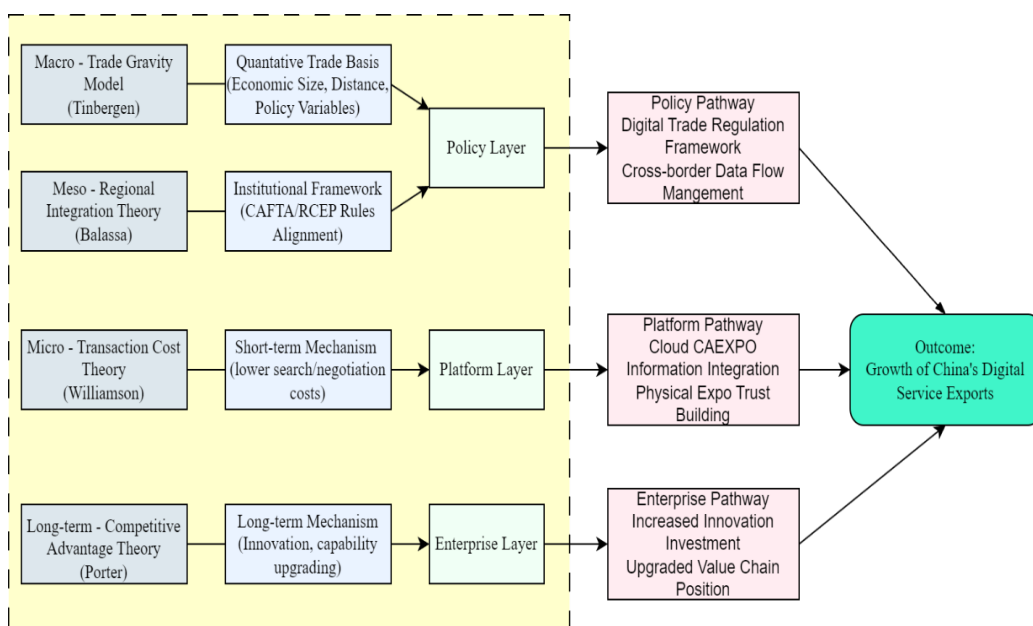 Macro - Trade Gravity
Model
(Tinbergen)
Quantative Trade Basis
(Economic Size, Distance,
Policy Variables)
Meso - Regional
Integration Theory
(Balassa)
Institutional Framework
(CAFTA/RCEP Rules
Alignment)
Policy Layer
Policy Pathway
Digital Trade Regulation
Framework
Cross-border Data Flow
Mangement
Micro - Transaction Cost
Theory
(Williamson)
Short-term Mechanism
(lower search/negotiation
costs)
Platform Layer
Platform Pathway
Cloud CAEXPO
Information Integration
Physical Expo Trust
Building
Outcome:
Growth of China's Digital
Service Exports
Long-term - Competitive
Advantage Theory
(Porter)
Long-term Mechanism
(Innovation, capability
upgrading)
Enterprise Layer
Enterprise Pathway
Increased Innovation
Investment
Upgraded Value Chain
Position